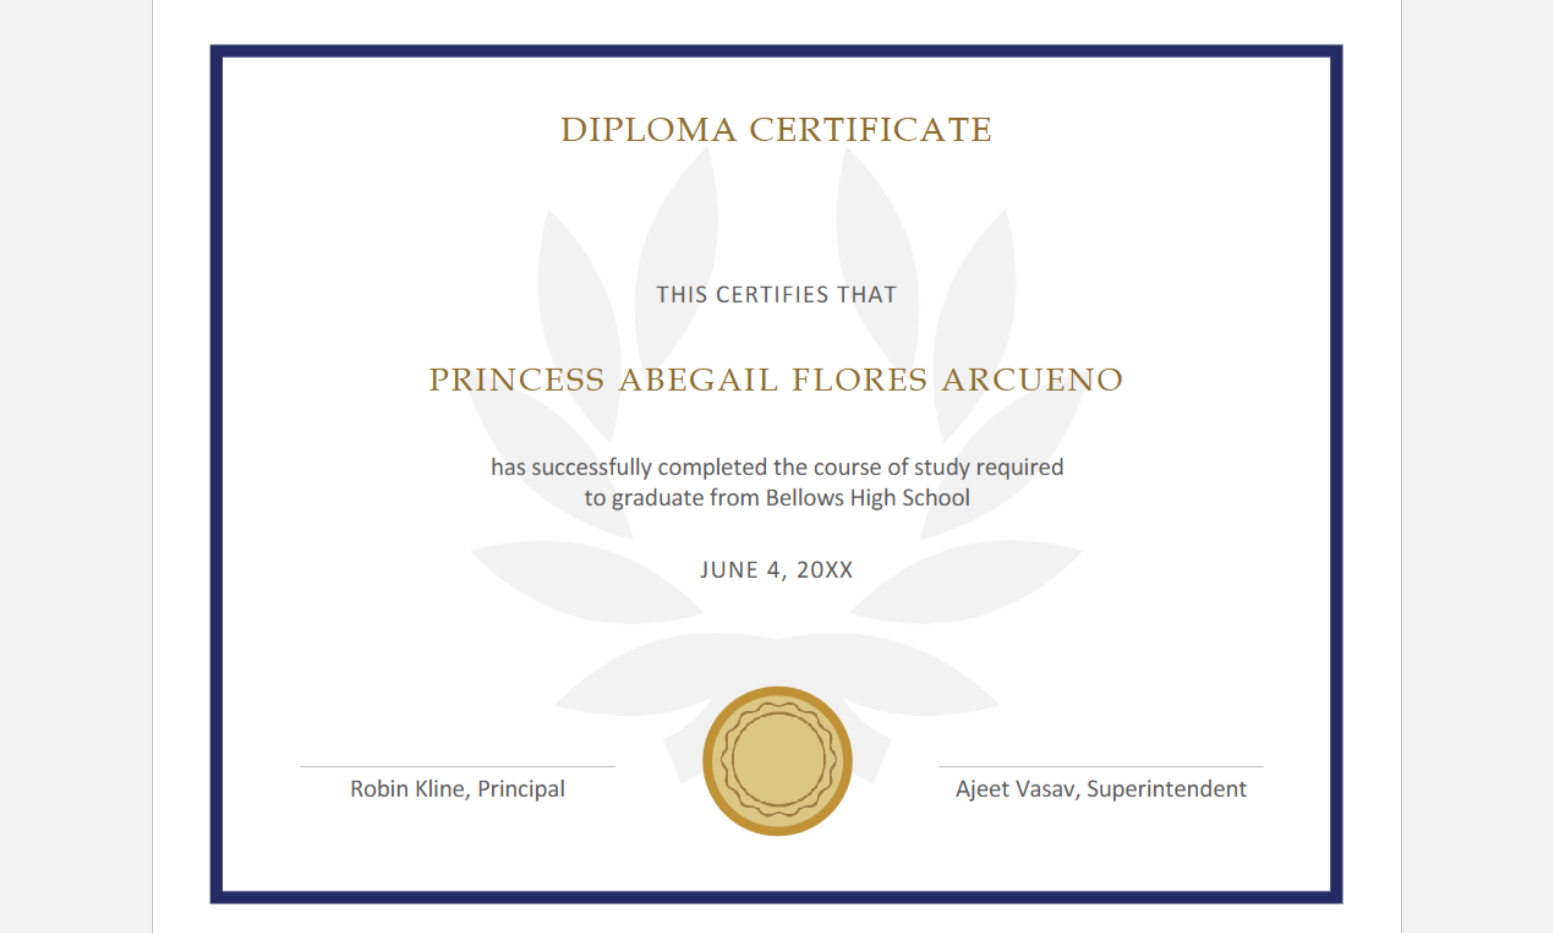 DIPLOMA CERTIFICATE
THIS CERTIFIES THAT
PRINCESS ABEGAIL FLORES ARCUENO
has successfully completed the course of study required
to graduate from Bellows High School
JUNE 4, 20XX
Robin Kline, Principal
Ajeet Vasav, Superintendent